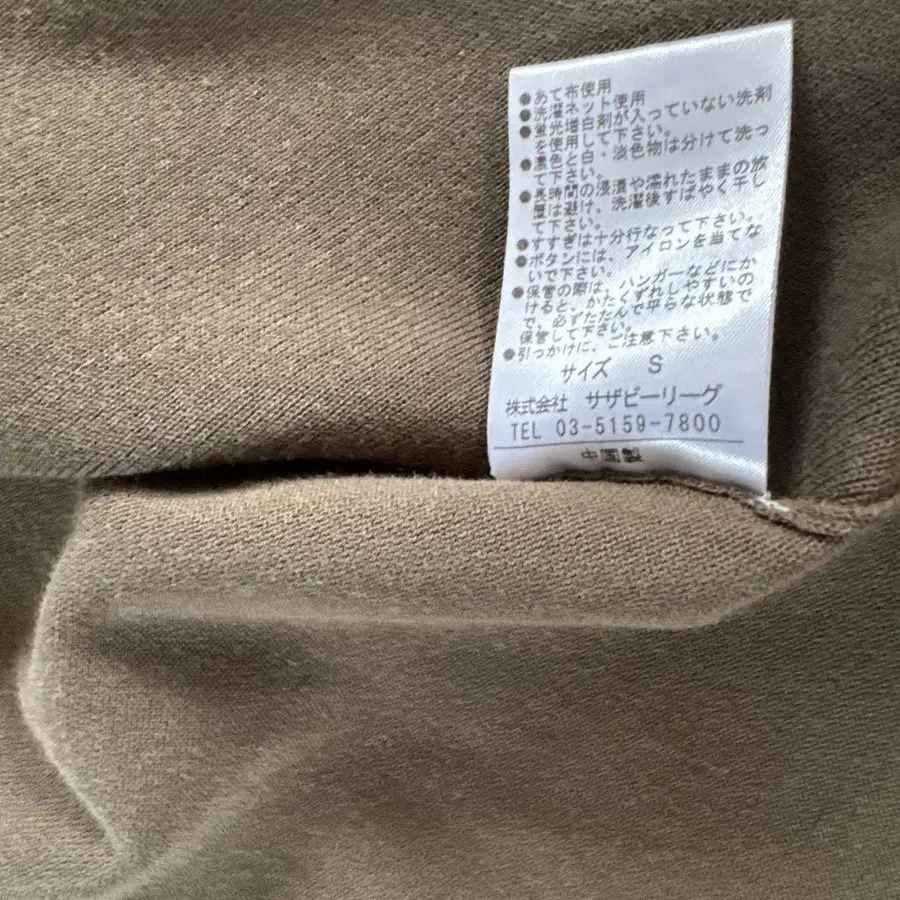 ●あて布使用
●洗濯ネット使用
●蛍光増白剤が入っていない洗剤
を使用して下さい。
●濃色と白・淡色物は分けて洗っ
て下さい。
●長時間の浸漬や濡れたままの放
置は避け、洗濯後すばやく干し
て下さい。
●すすぎは十分行なって下さい。
●ボタンには、アイロンを当てな
いで下さい。
●保管の際は、ハンガーなどにか
けると、かたくずれしやすいの
で、必ずたたんで平らな状態で
保管して下さい。
●引っかけに、ご注意下さい。
サイズ S
株式会社 サザビーリーグ
TEL 03-5159-7800
中国製